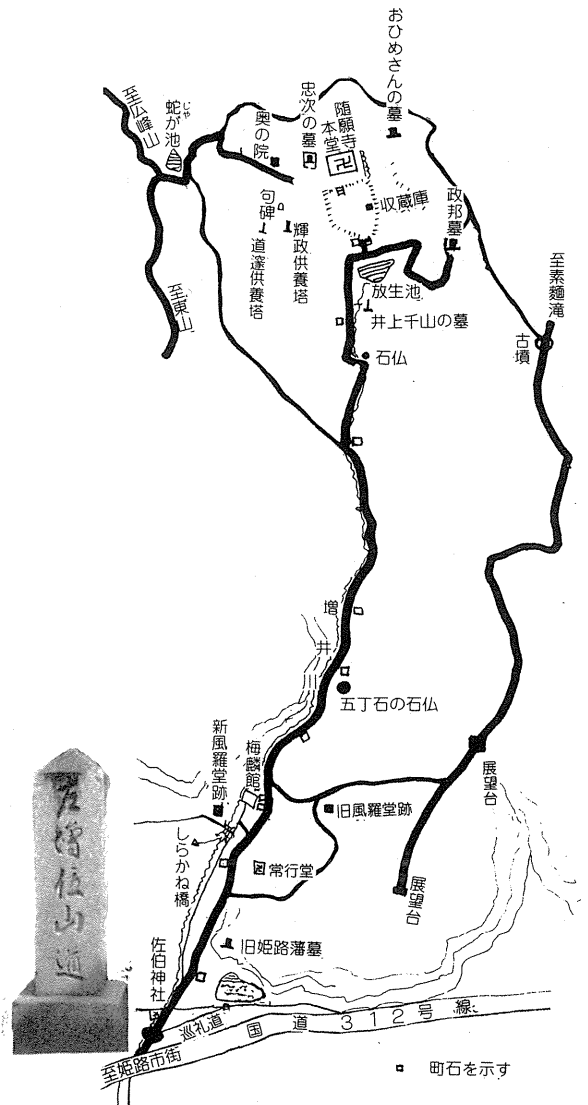 おひめさんの墓
至広峰山
蛇が池
じゃ
奥の院
忠次の墓
随願寺
本堂
卍
収蔵庫
政邦墓
句碑
道邃供養塔
輝政供養塔
至素麺滝
古墳
至東山
放生池
井上千山の墓
石仏
増井川
五丁石の石仏
新風羅堂跡
梅麟館
展望台
旧風羅堂跡
しらかね橋
常行堂
展望台
旧姫路藩墓
佐伯神社
巡礼道
国道312号線
至姫路市街
町石を示す
増位山道